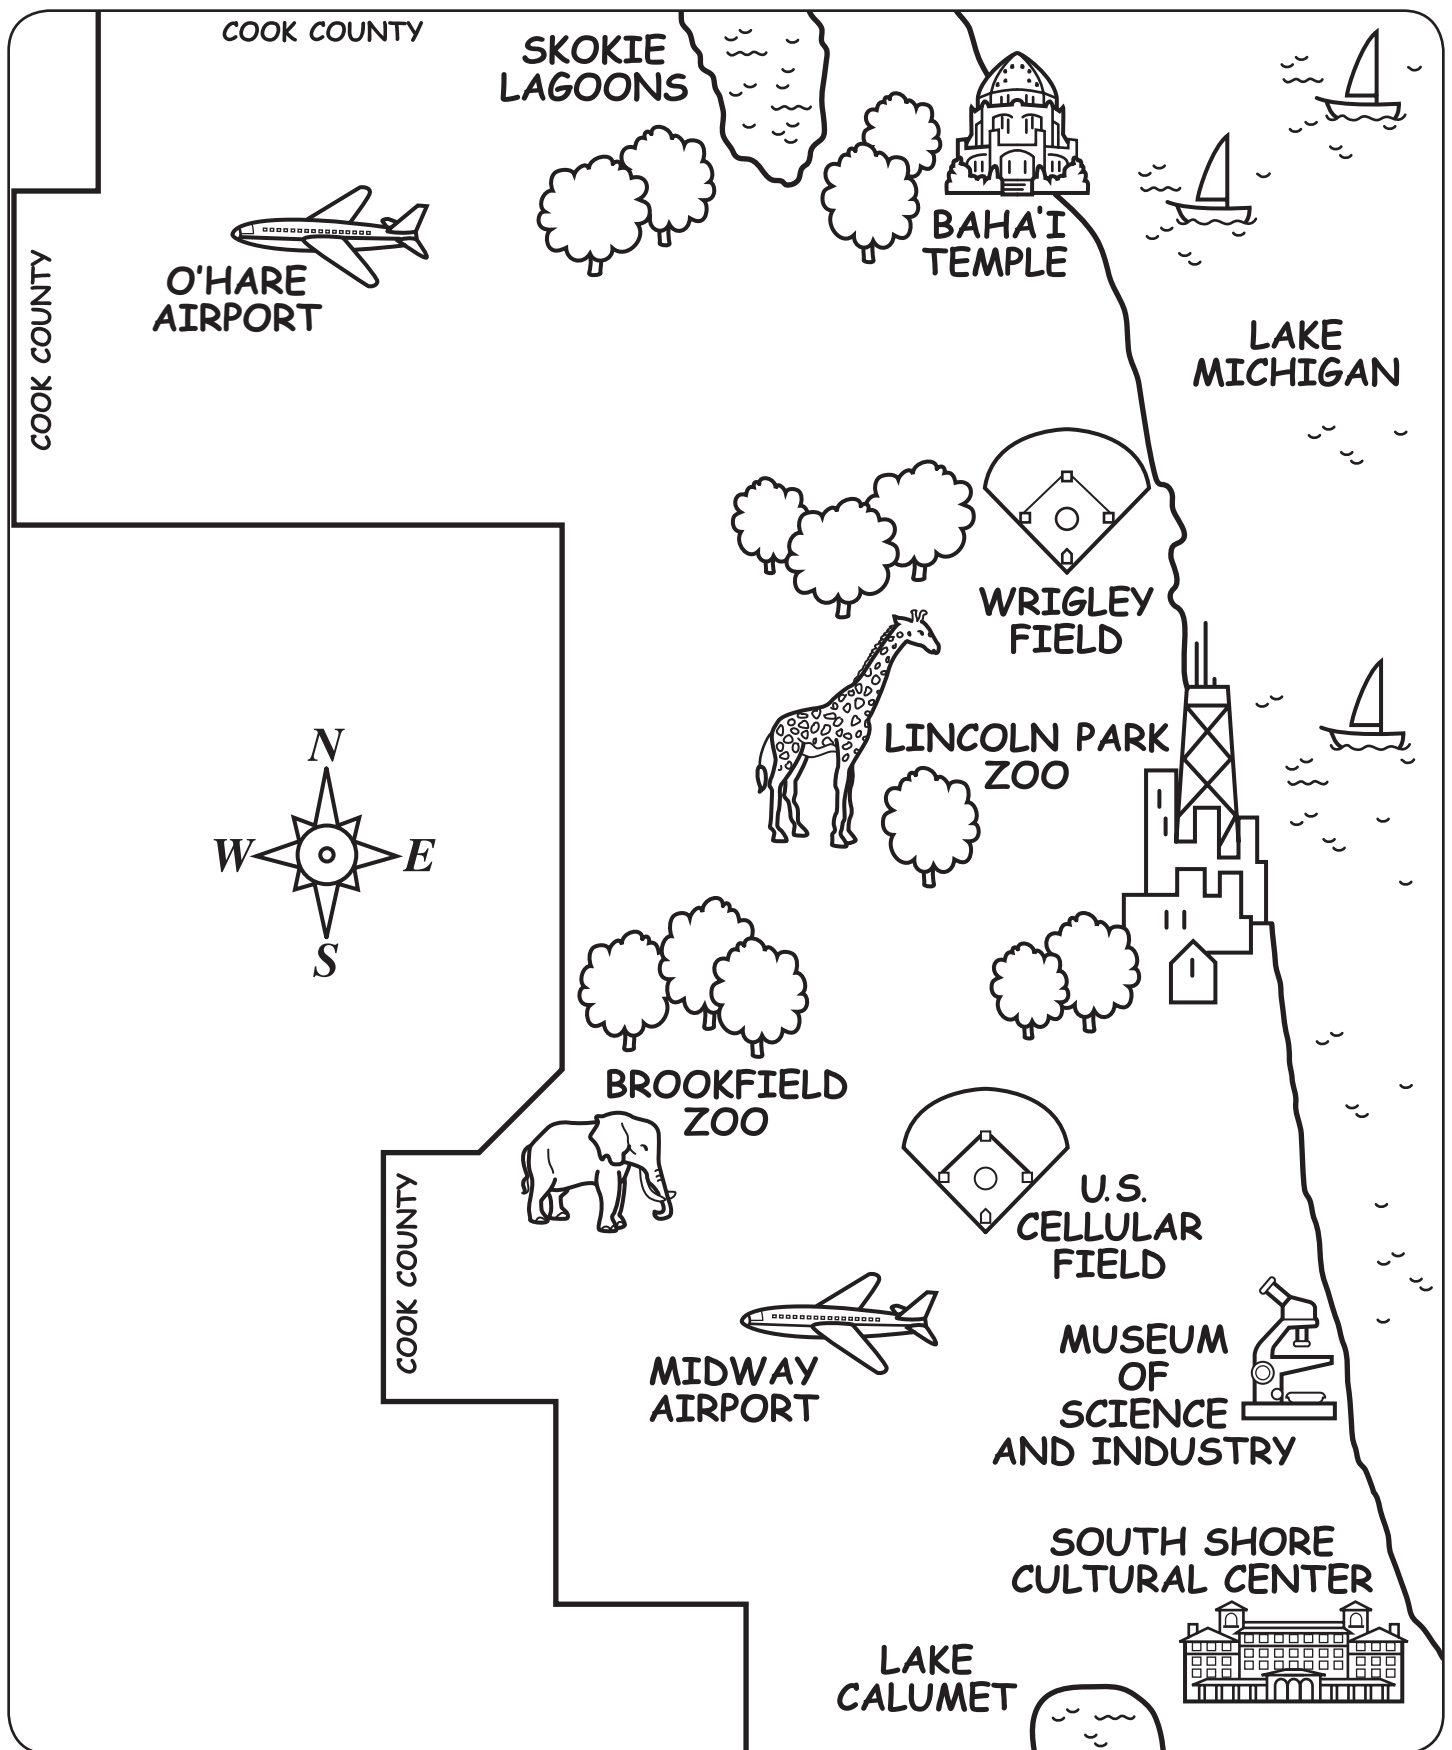 COOK COUNTY
SKOKIE
LAGOONS
BAHA'I
TEMPLE
O'HARE
AIRPORT
COOK COUNTY
LAKE
MICHIGAN
WRIGLEY
FIELD
LINCOLN PARK
ZOO
N
W
E
S
BROOKFIELD
ZOO
COOK COUNTY
U.S.
CELLULAR
FIELD
MIDWAY
AIRPORT
MUSEUM
OF
SCIENCE
AND INDUSTRY
SOUTH SHORE
CULTURAL CENTER
LAKE
CALUMET